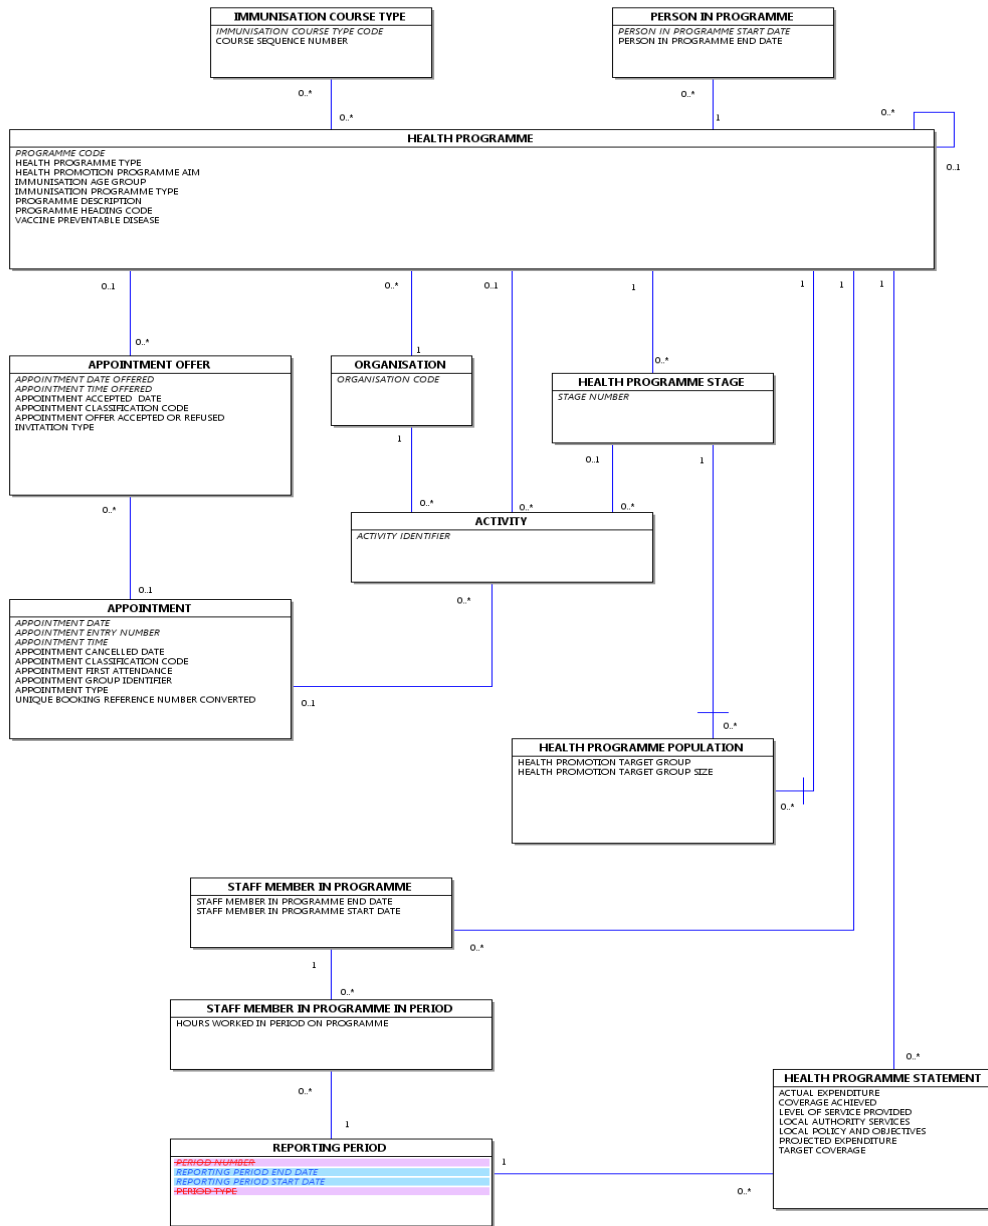 IMMUNISATION COURSE TYPE
IMMUNISATION COURSE TYPE CODE
COURSE SEQUENCE NUMBER
PERSON IN PROGRAMME
PERSON IN PROGRAMME START DATE
PERSON IN PROGRAMME END DATE
0..*
0..*
0..*
1
0..*
0..1
HEALTH PROGRAMME
PROGRAMME CODE
HEALTH PROGRAMME TYPE
HEALTH PROMOTION PROGRAMME AIM
IMMUNISATION AGE GROUP
IMMUNISATION PROGRAMME TYPE
PROGRAMME DESCRIPTION
PROGRAMME HEADING CODE
VACCINE PREVENTABLE DISEASE
0..1
0..*
0..1
1
1
1
1
0..*
1
0..*
APPOINTMENT OFFER
APPOINTMENT DATE OFFERED
APPOINTMENT TIME OFFERED
APPOINTMENT ACCEPTED DATE
APPOINTMENT CLASSIFICATION CODE
APPOINTMENT OFFER ACCEPTED OR REFUSED
INVITATION TYPE
ORGANISATION
ORGANISATION CODE
HEALTH PROGRAMME STAGE
STAGE NUMBER
1
0..1
1
0..*
0..*
0..*
0..*
ACTIVITY
ACTIVITY IDENTIFIER
0..1
0..*
APPOINTMENT
APPOINTMENT DATE
APPOINTMENT ENTRY NUMBER
APPOINTMENT TIME
APPOINTMENT CANCELLED DATE
APPOINTMENT CLASSIFICATION CODE
APPOINTMENT FIRST ATTENDANCE
APPOINTMENT GROUP IDENTIFIER
APPOINTMENT TYPE
UNIQUE BOOKING REFERENCE NUMBER CONVERTED
0..1
0..*
HEALTH PROGRAMME POPULATION
HEALTH PROMOTION TARGET GROUP
HEALTH PROMOTION TARGET GROUP SIZE
0..*
STAFF MEMBER IN PROGRAMME
STAFF MEMBER IN PROGRAMME END DATE
STAFF MEMBER IN PROGRAMME START DATE
0..*
1
0..*
STAFF MEMBER IN PROGRAMME IN PERIOD
HOURS WORKED IN PERIOD ON PROGRAMME
0..*
1
0..*
HEALTH PROGRAMME STATEMENT
ACTUAL EXPENDITURE
COVERAGE ACHIEVED
LEVEL OF SERVICE PROVIDED
LOCAL AUTHORITY SERVICES
LOCAL POLICY AND OBJECTIVES
PROJECTED EXPENDITURE
TARGET COVERAGE
REPORTING PERIOD
PERIOD NUMBER
REPORTING PERIOD END DATE
REPORTING PERIOD START DATE
PERIOD TYPE
1
0..*